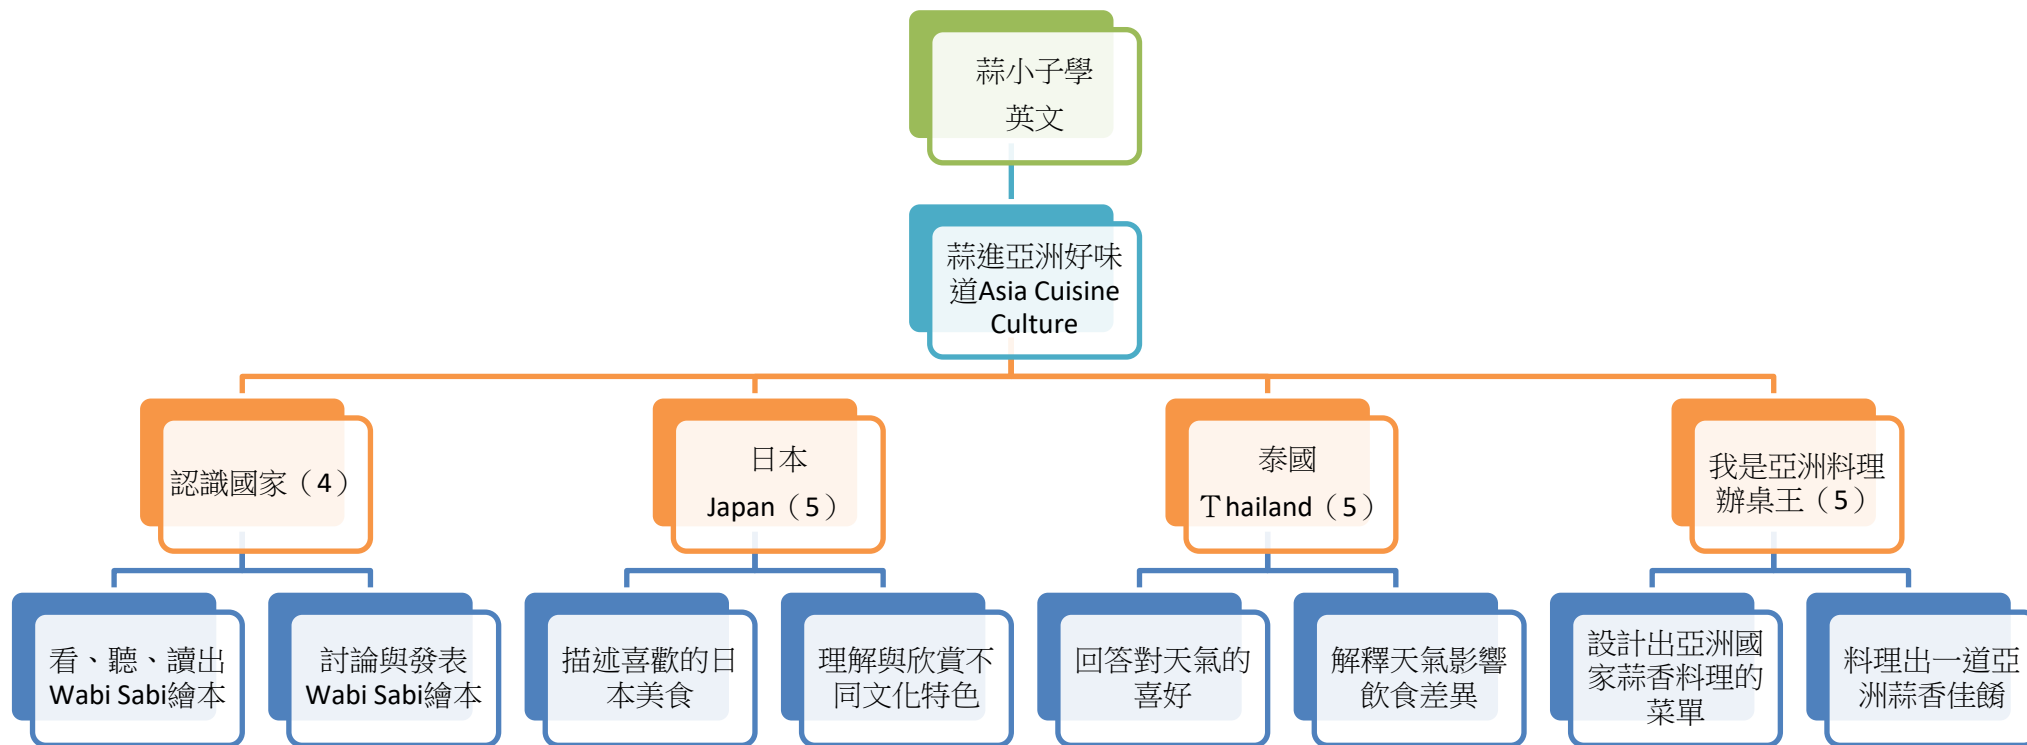 蒜小子學
英文
蒜進亞洲好味
道Asia Cuisine
Culture
認識國家（4）
日本
Japan（5）
泰國
Ｔhailand（5）
我是亞洲料理
辦桌王（5）
看、聽、讀出
Wabi Sabi繪本
討論與發表
Wabi Sabi繪本
描述喜歡的日
本美食
理解與欣賞不
同文化特色
回答對天氣的
喜好
解釋天氣影響
飲食差異
設計出亞洲國
家蒜香料理的
菜單
料理出一道亞
洲蒜香佳餚